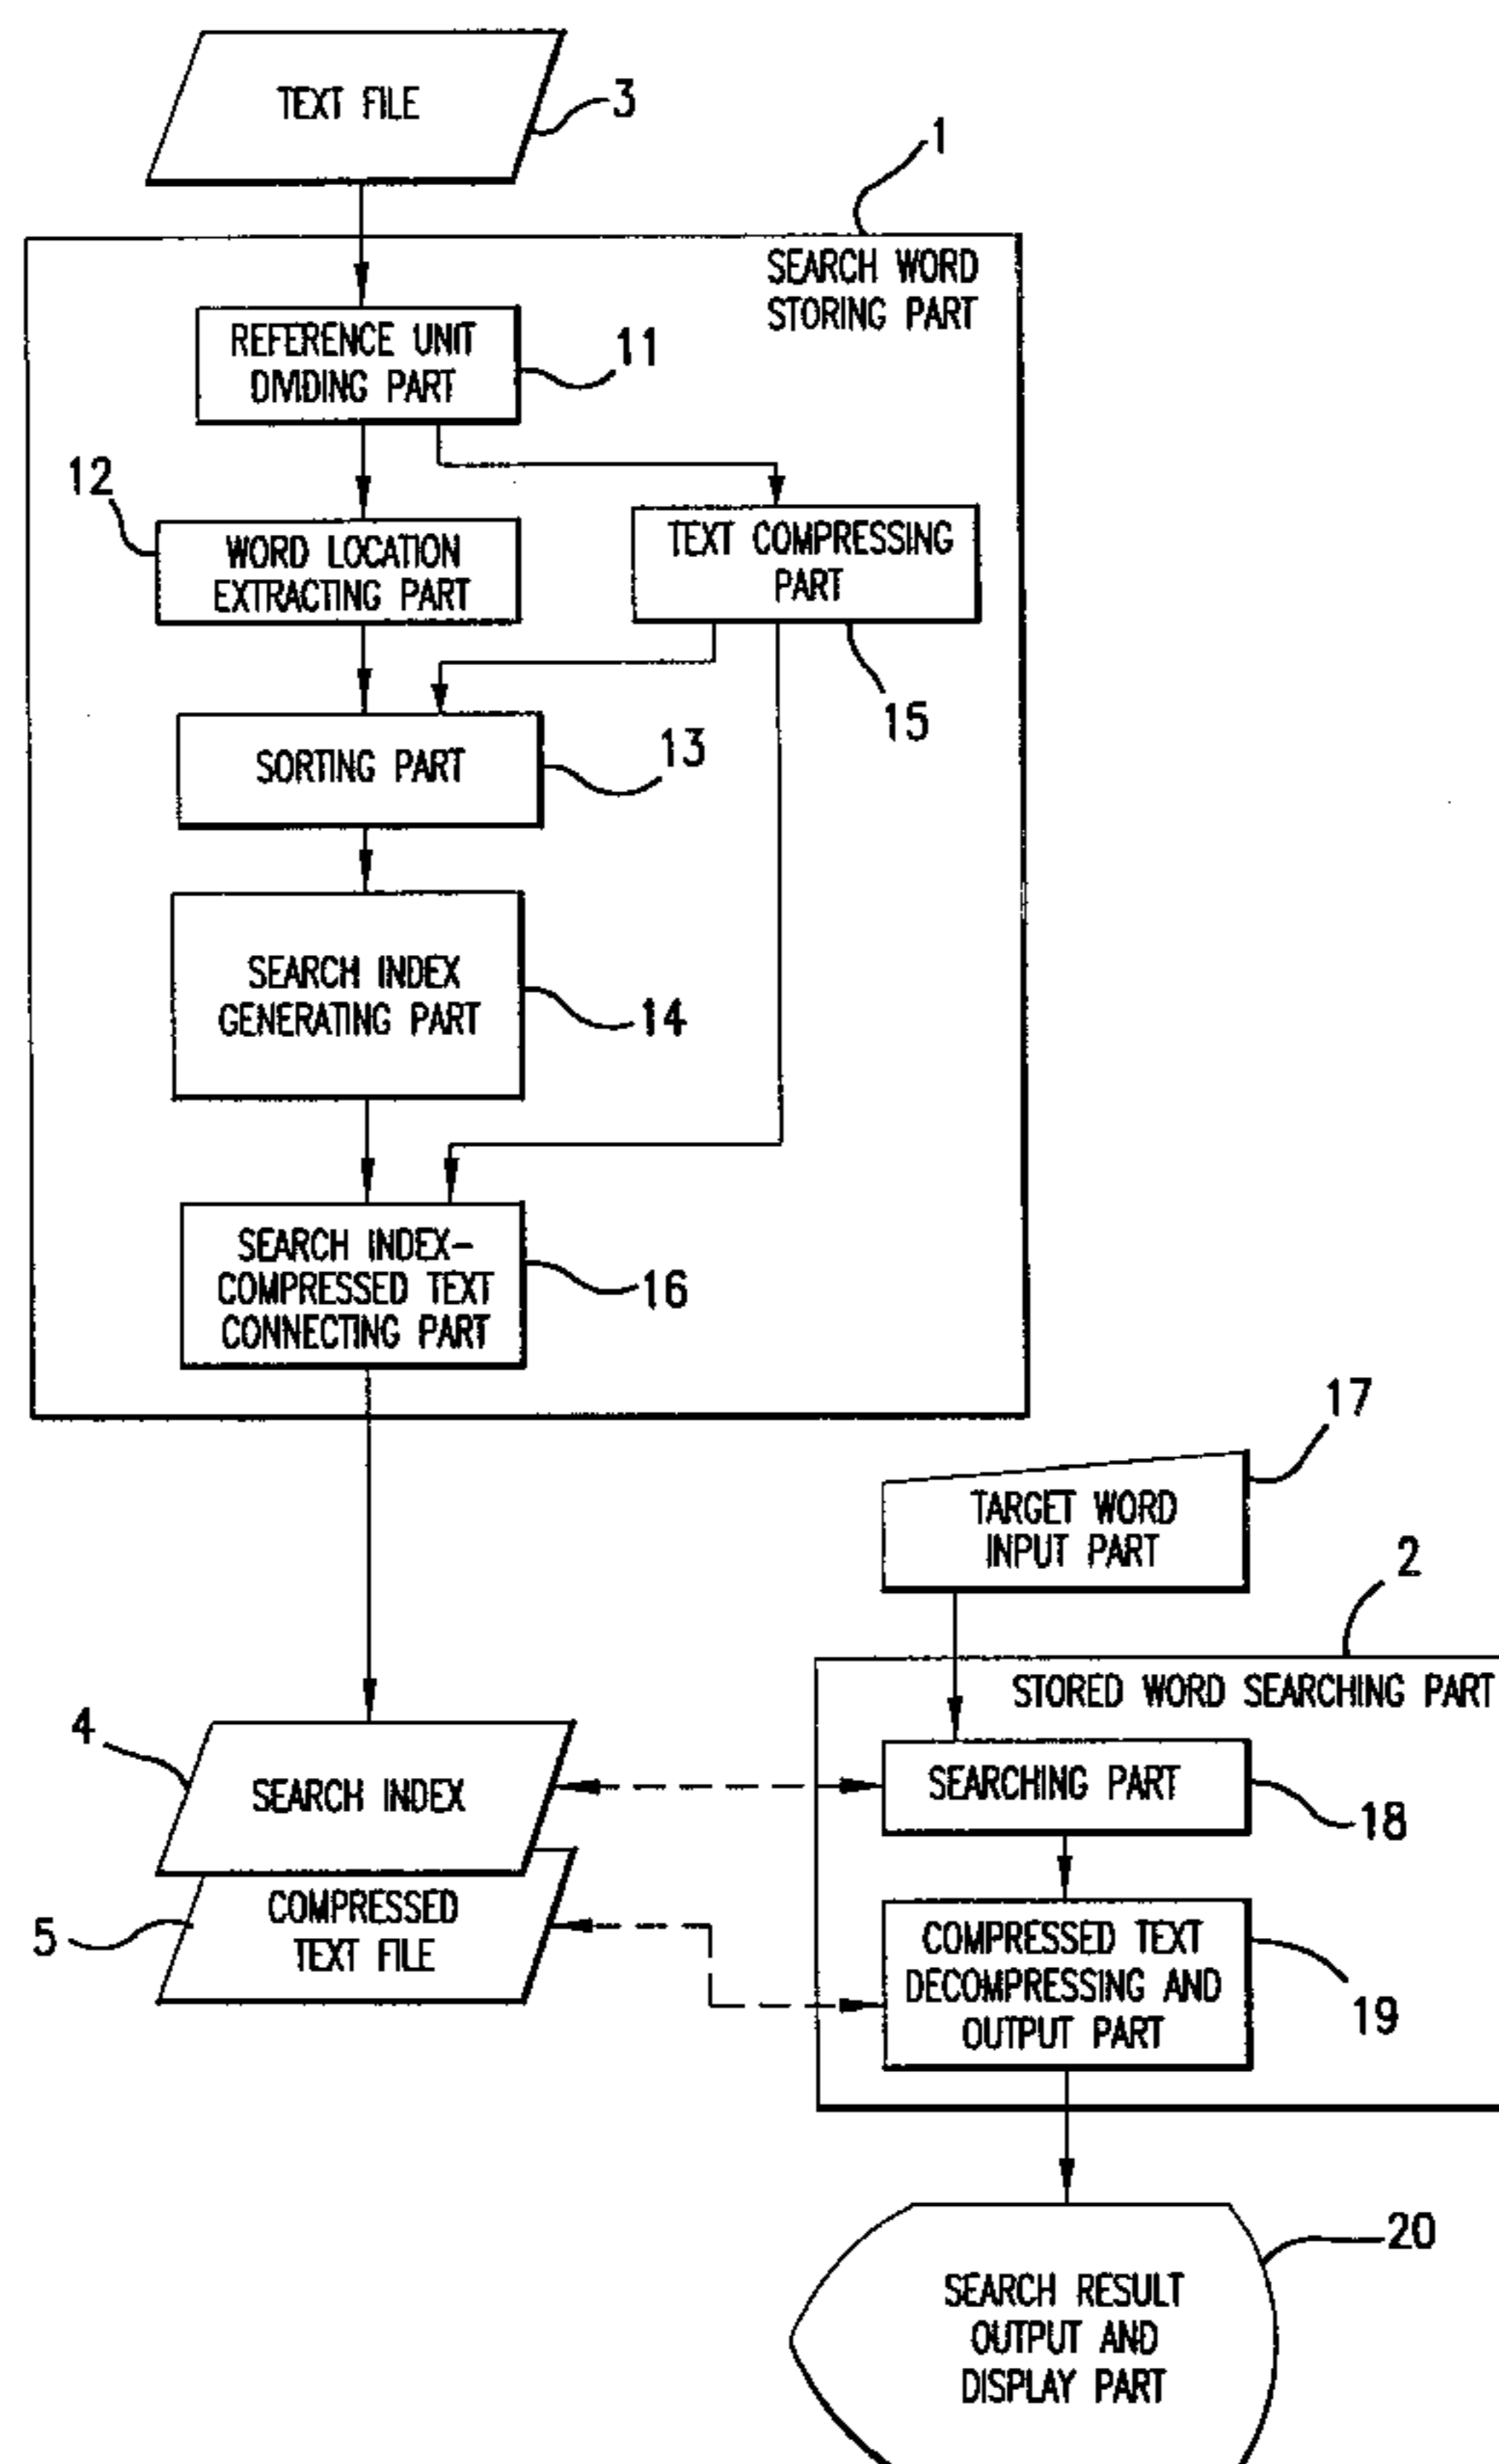 TEXT FILE
3
1
SEARCH WORD
STORING PART
REFERENCE UNIT
DIVIDING PART
11
12
WORD LOCATION
EXTRACTING PART
TEXT COMPRESSING
PART
15
SORTING PART
13
SEARCH INDEX
GENERATING PART
14
SEARCH INDEX-
COMPRESSED TEXT
CONNECTING PART
16
17
TARGET WORD
INPUT PART
2
STORED WORD SEARCHING PART
4
SEARCH INDEX
SEARCHING PART
18
5
COMPRESSED
TEXT FILE
COMPRESSED TEXT
DECOMPRESSING AND
OUTPUT PART
19
20
SEARCH RESULT
OUTPUT AND
DISPLAY PART